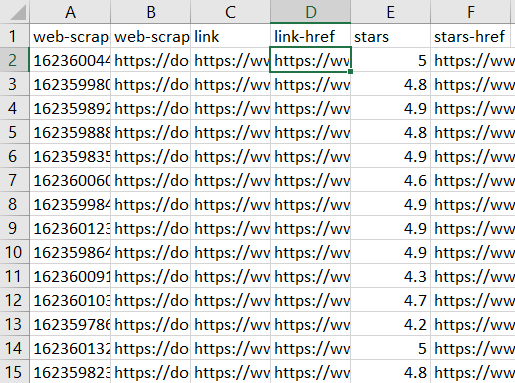 A B C D E F
1 web-scrap web-scrap link link-href stars stars-href
2 162360044 https://do https://wv https://wv 5 https://ww
3 162359980 https://do https://wv https://wv 4.8 https://ww
4 162359892 https://do https://wv https://wv 4.9 https://ww
5 162359888 https://do https://wv https://wv 4.8 https://ww
6 162359835 https://do https://wv https://wv 4.9 https://ww
7 162360060 https://do https://wv https://wv 4.6 https://ww
8 162359984 https://do https://wv https://wv 4.9 https://ww
9 162360123 https://do https://wv https://wv 4.9 https://ww
10 162359864 https://do https://wv https://wv 4.9 https://ww
11 162360091 https://do https://wv https://wv 4.3 https://ww
12 162360103 https://do https://wv https://wv 4.7 https://ww
13 162359786 https://do https://wv https://wv 4.2 https://ww
14 162360132 https://do https://wv https://wv 5 https://ww
15 162359823 https://do https://wv https://wv 4.8 https://ww